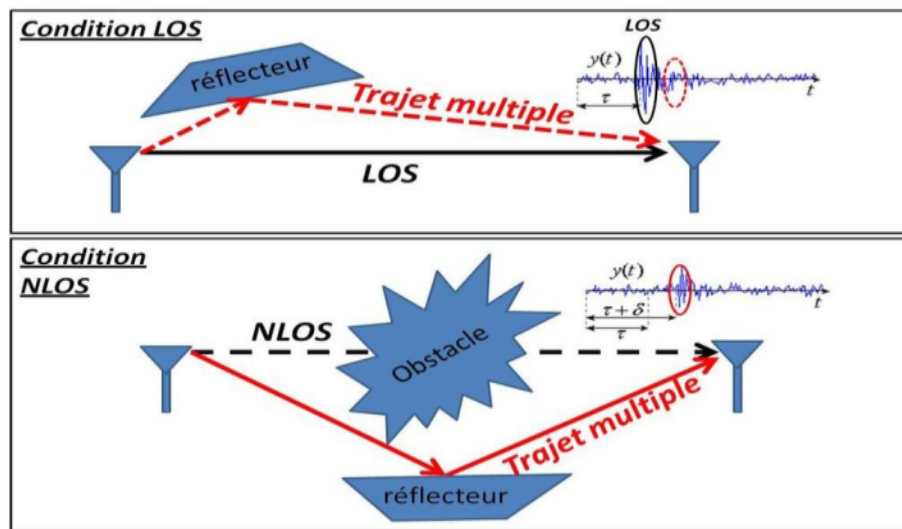 Condition LOS
réflecteur
Trajet multiple
LOS
LOS
y(t)
τ
t
Condition
NLOS
NLOS
Obstacle
Trajet multiple
réflecteur
y(t)
τ + δ
τ
t